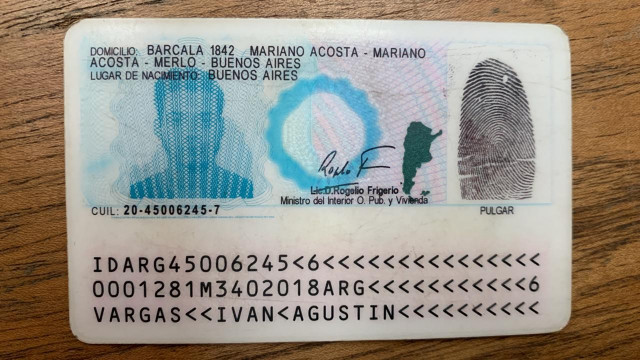 DOMICILIO: BARCALA 1842 MARIANO ACOSTA - MARIANO
ACOSTA - MERLO - BUENOS AIRES
LUGAR DE NACIMIENTO: BUENOS AIRES
Lic.D.Rogelio Frigerio
Ministro del Interior O. Pub. y Vivienda
CUIL: 20-45006245-7
PULGAR
IDARG45006245<6<<<<<<<<<<<<<<<
0001281M3402018ARG<<<<<<<<<<<6
VARGAS<<IVAN<AGUSTIN<<<<<<<<<<